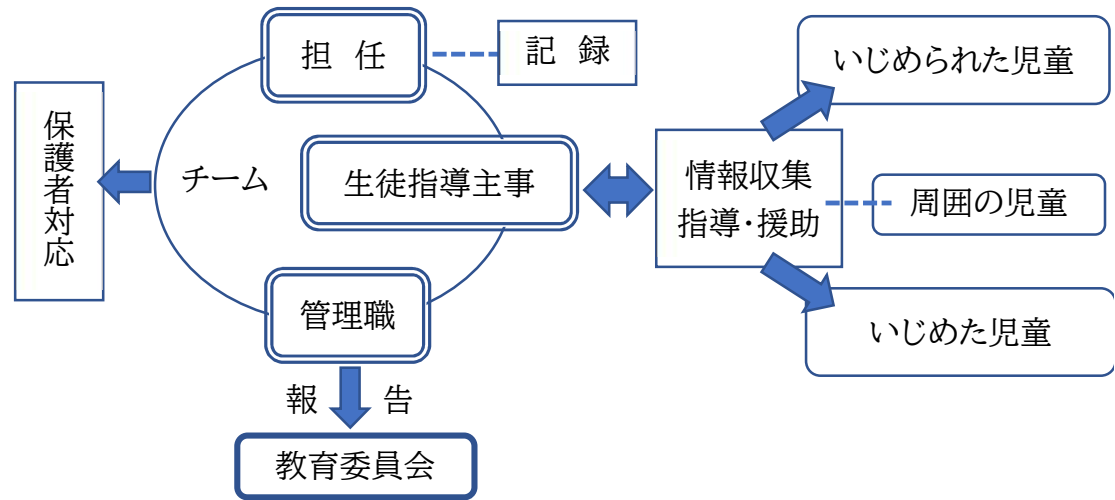 担 任
記 録
いじめられた児童
保護者対応
チーム
生徒指導主事
情報収集
指導・援助
周囲の児童
管理職
いじめた児童
報 告
教育委員会